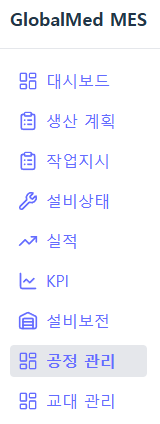 GlobalMed MES
대시보드
생산 계획
작업지시
설비상태
실적
KPI
설비보전
공정 관리
교대 관리